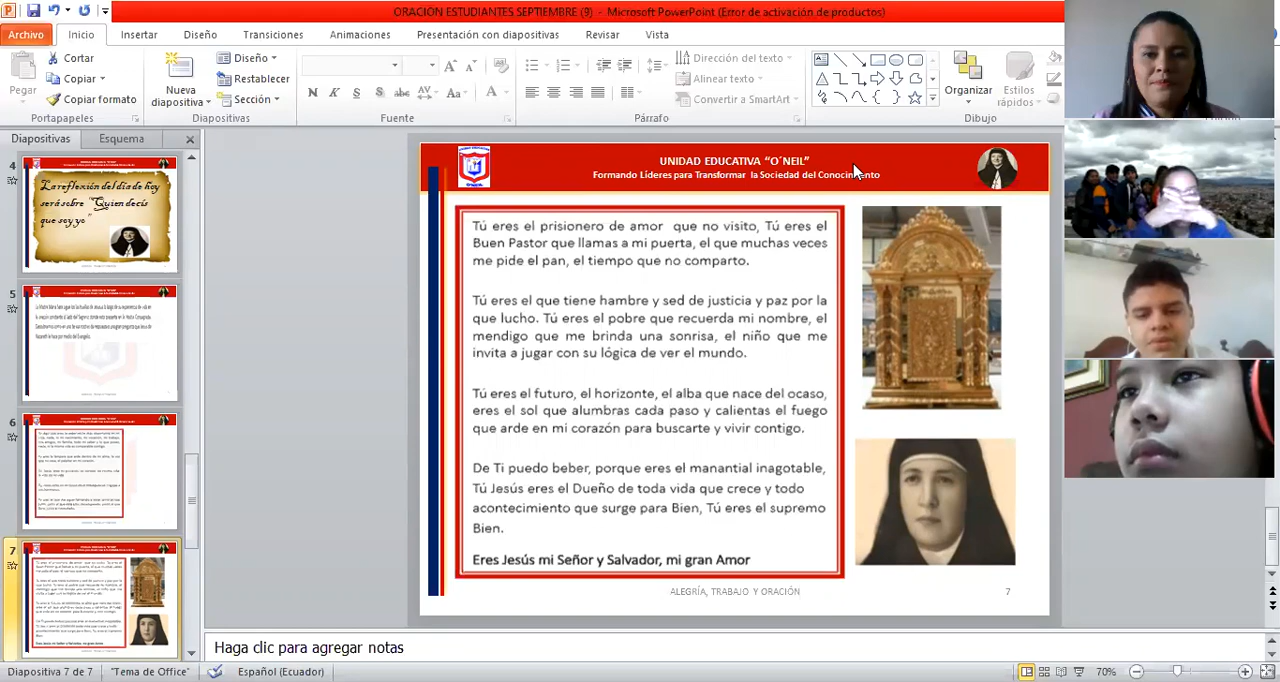 ORACIÓN ESTUDIANTES SEPTIEMBRE (9) - Microsoft PowerPoint (Error de activación de productos)
Archivo Inicio Insertar Diseño Transiciones Animaciones Presentación con diapositivas Revisar Vista
Pegar
Cortar
Copiar
Copiar formato
Portapapeles
Nueva
diapositiva
Diseño
Restablecer
Sección
Diapositivas
N K S S abc AV Aa A
Fuente
Dirección del texto
Alinear texto
Convertir a SmartArt
Párrafo
Organizar
Estilos
rápidos
Dibujo
Diapositivas Esquema
4
La reflexión del día de hoy
será sobre "Quien decís
que soy yo"
5
6
7
UNIDAD EDUCATIVA "O´NEIL"
Formando Líderes para Transformar la Sociedad del Conocimiento
Tú eres el prisionero de amor que no visito, Tú eres el
Buen Pastor que llamas a mi puerta, el que muchas veces
me pide el pan, el tiempo que no comparto.
Tú eres el que tiene hambre y sed de justicia y paz por la
que lucho. Tú eres el pobre que recuerda mi nombre, el
mendigo que me brinda una sonrisa, el niño que me
invita a jugar con su lógica de ver el mundo.
Tú eres el futuro, el horizonte, el alba que nace del ocaso,
eres el sol que alumbras cada paso y calientas el fuego
que arde en mi corazón para buscarte y vivir contigo.
De Ti puedo beber, porque eres el manantial inagotable,
Tú Jesús eres el Dueño de toda vida que crece y todo
acontecimiento que surge para Bien, Tú eres el supremo
Bien.
Eres Jesús mi Señor y Salvador, mi gran Amor
ALEGRÍA, TRABAJO Y ORACIÓN 7
Haga clic para agregar notas
Diapositiva 7 de 7 "Tema de Office" Español (Ecuador) 70%